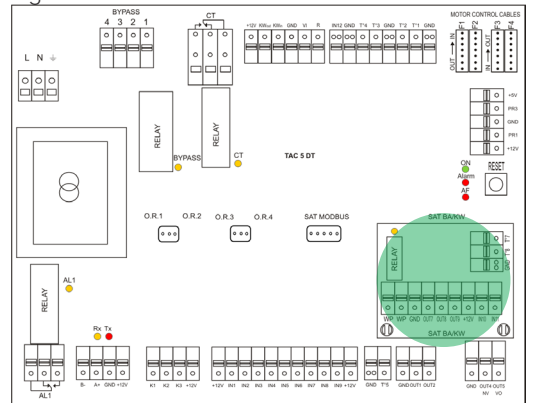 BYPASS
4 3 2 1
CT
+12V KWout KWin GND VI R
IN12 GND T°4 T°3 GND T°2 T°1 GND
MOTOR CONTROL CABLES
F1 F2 F3 F4
OUT IN
IN OUT
L N
+5V
PR3
GND
PR1
+12V
RELAY
RELAY
BYPASS
CT
TAC 5 DT
ON
Alarm
AF
RESET
O.R.1 O.R.2 O.R.3 O.R.4 SAT MODBUS
SAT BA/KW
RELAY
T°7
T°8
GND
WP WP GND OUT7 OUT8 +12V IN10 IN11
SAT BA/KW
RELAY
AL1
Rx Tx
AL1
B- A+ GND +12V
K1 K2 K3 +12V
+12V IN1 IN2 IN3 IN4 IN5 IN6 IN7 IN8 IN9 +12V
GND T°5
GND OUT1 OUT2
GND OUT4 OUT5
NV VO